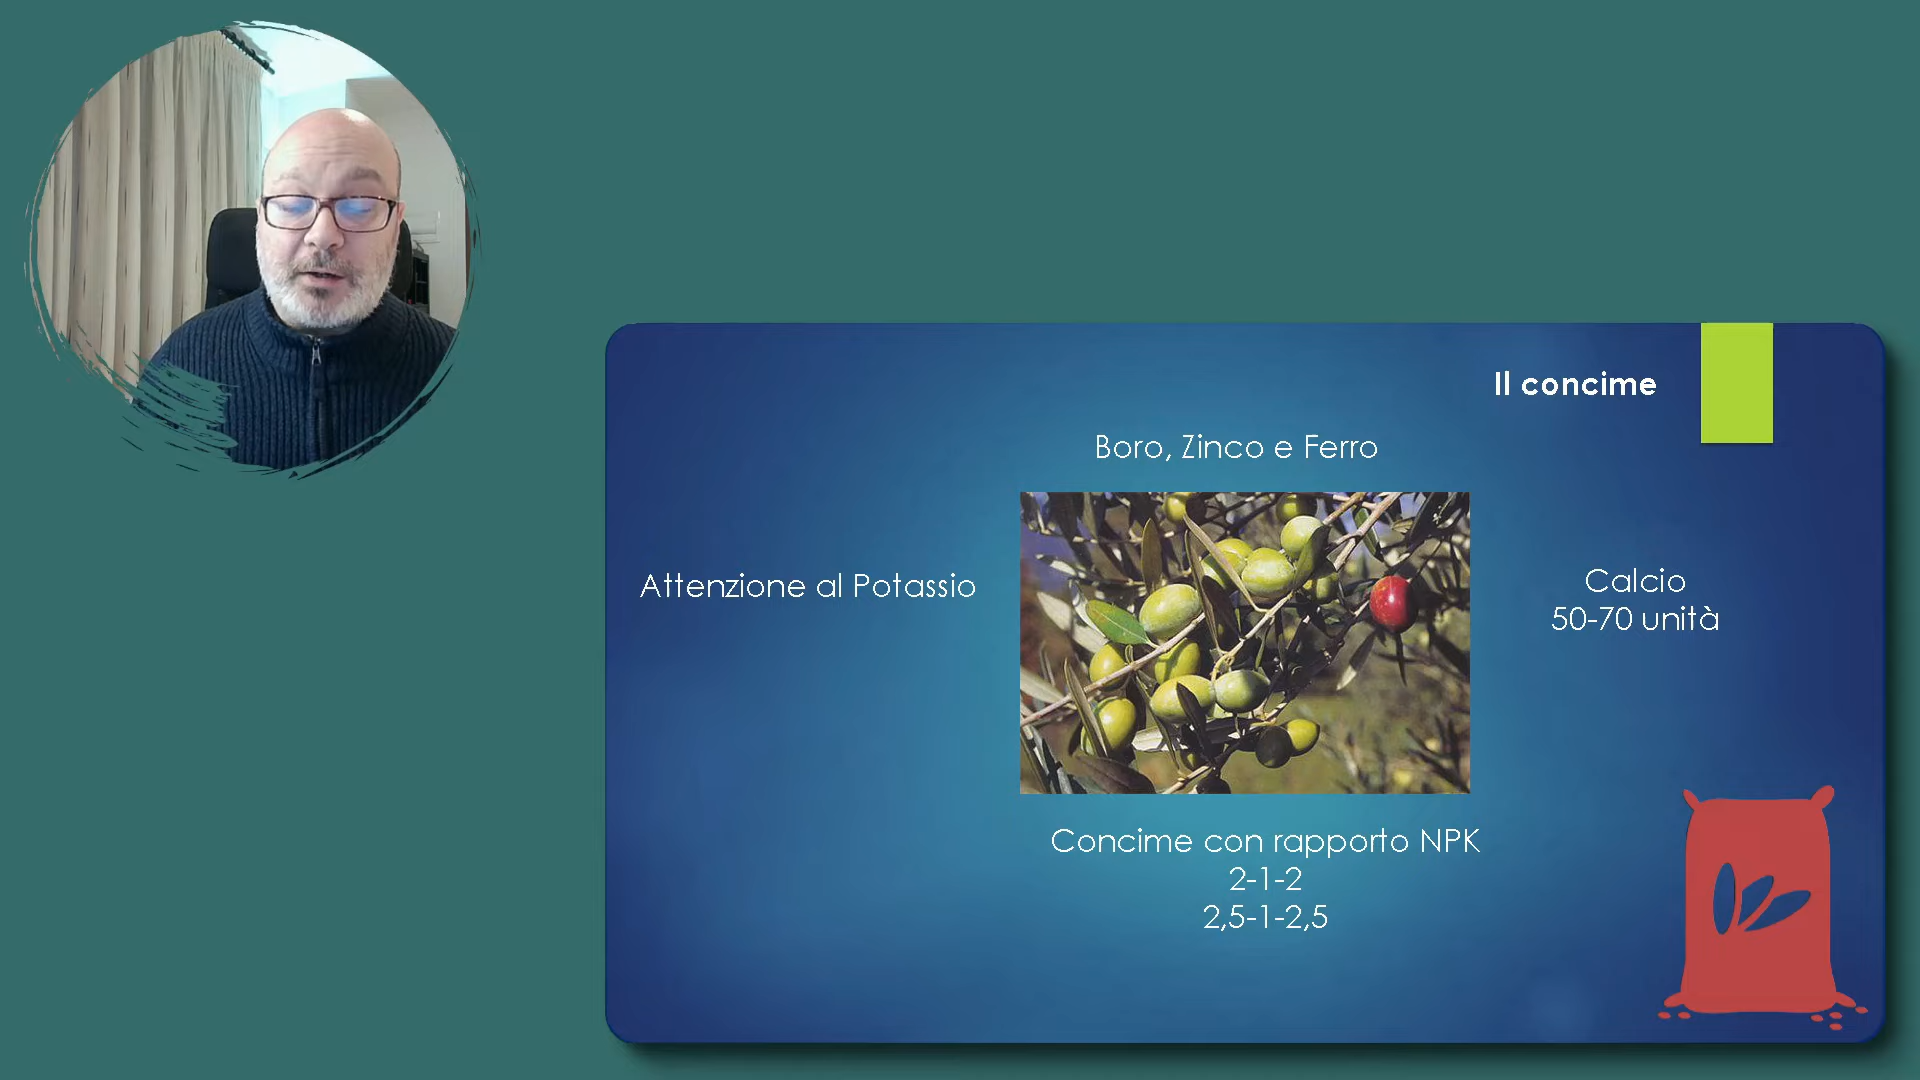 Il concime
Boro, Zinco e Ferro
Attenzione al Potassio
Calcio
50-70 unità
Concime con rapporto NPK
2-1-2
2,5-1-2,5